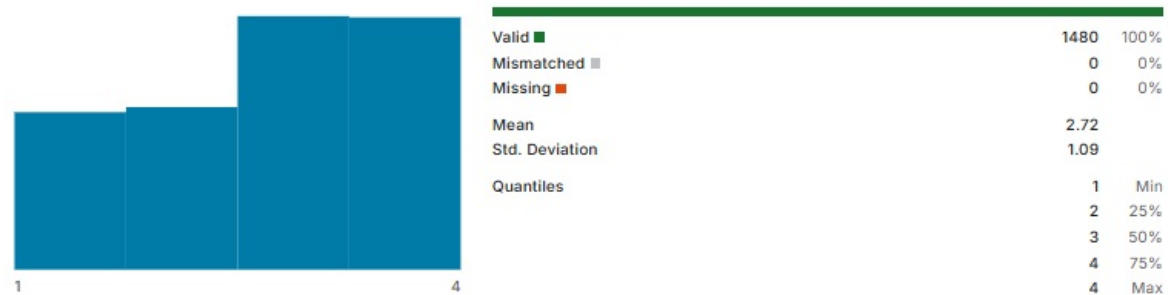 1 4
Valid 1480 100%
Mismatched 0 0%
Missing 0 0%
Mean 2.72
Std. Deviation 1.09
Quantiles 1 Min
2 25%
3 50%
4 75%
4 Max